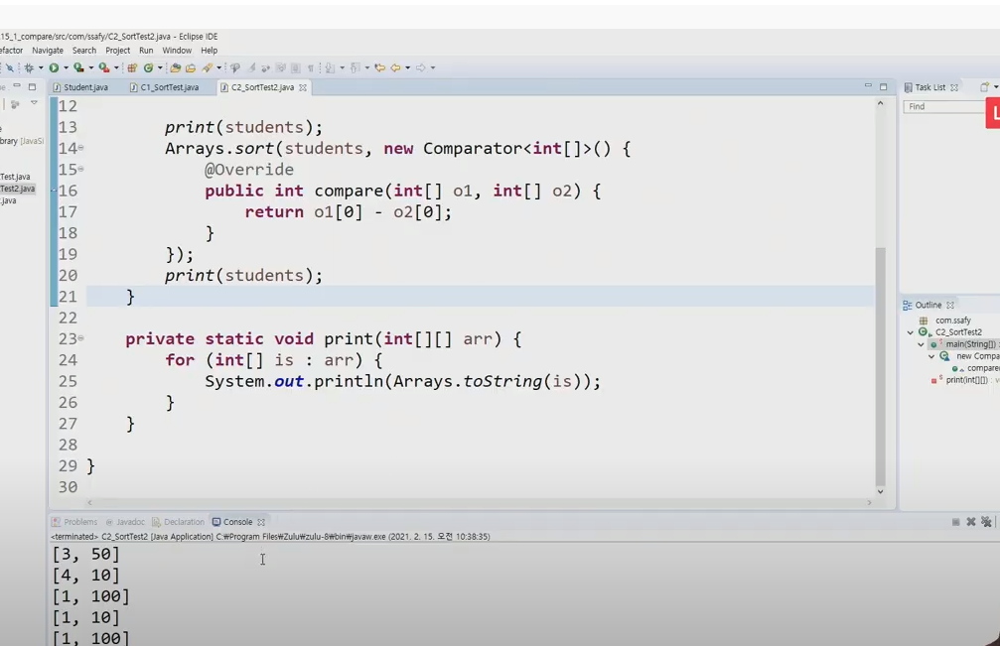 15_1_compare/src/com/ssafy/C2_SortTest2.java - Eclipse IDE
efactor Navigate Search Project Run Window Help
Student.java C1_SortTest.java C2_SortTest2.java
Task List
Find
brary [JavaS
Test.java
Test2.java
.java
12
13 print(students);
14 Arrays.sort(students, new Comparator<int[]>() {
15 @Override
16 public int compare(int[] o1, int[] o2) {
17 return o1[0] - o2[0];
18 }
19 });
20 print(students);
21 }
22
23 private static void print(int[][] arr) {
24 for (int[] is : arr) {
25 System.out.println(Arrays.toString(is));
26 }
27 }
28
29 }
30
Outline
com.ssafy
C2_SortTest2
main(String[])
new Compa
compare
print(int[][]) : v
Problems Javadoc Declaration Console
<terminated> C2_SortTest2 [Java Application] C:₩Program Files₩Zulu₩zulu-8₩bin₩javaw.exe (2021. 2. 15. 오전 10:38:35)
[3, 50]
[4, 10]
[1, 100]
[1, 10]
[1, 100]